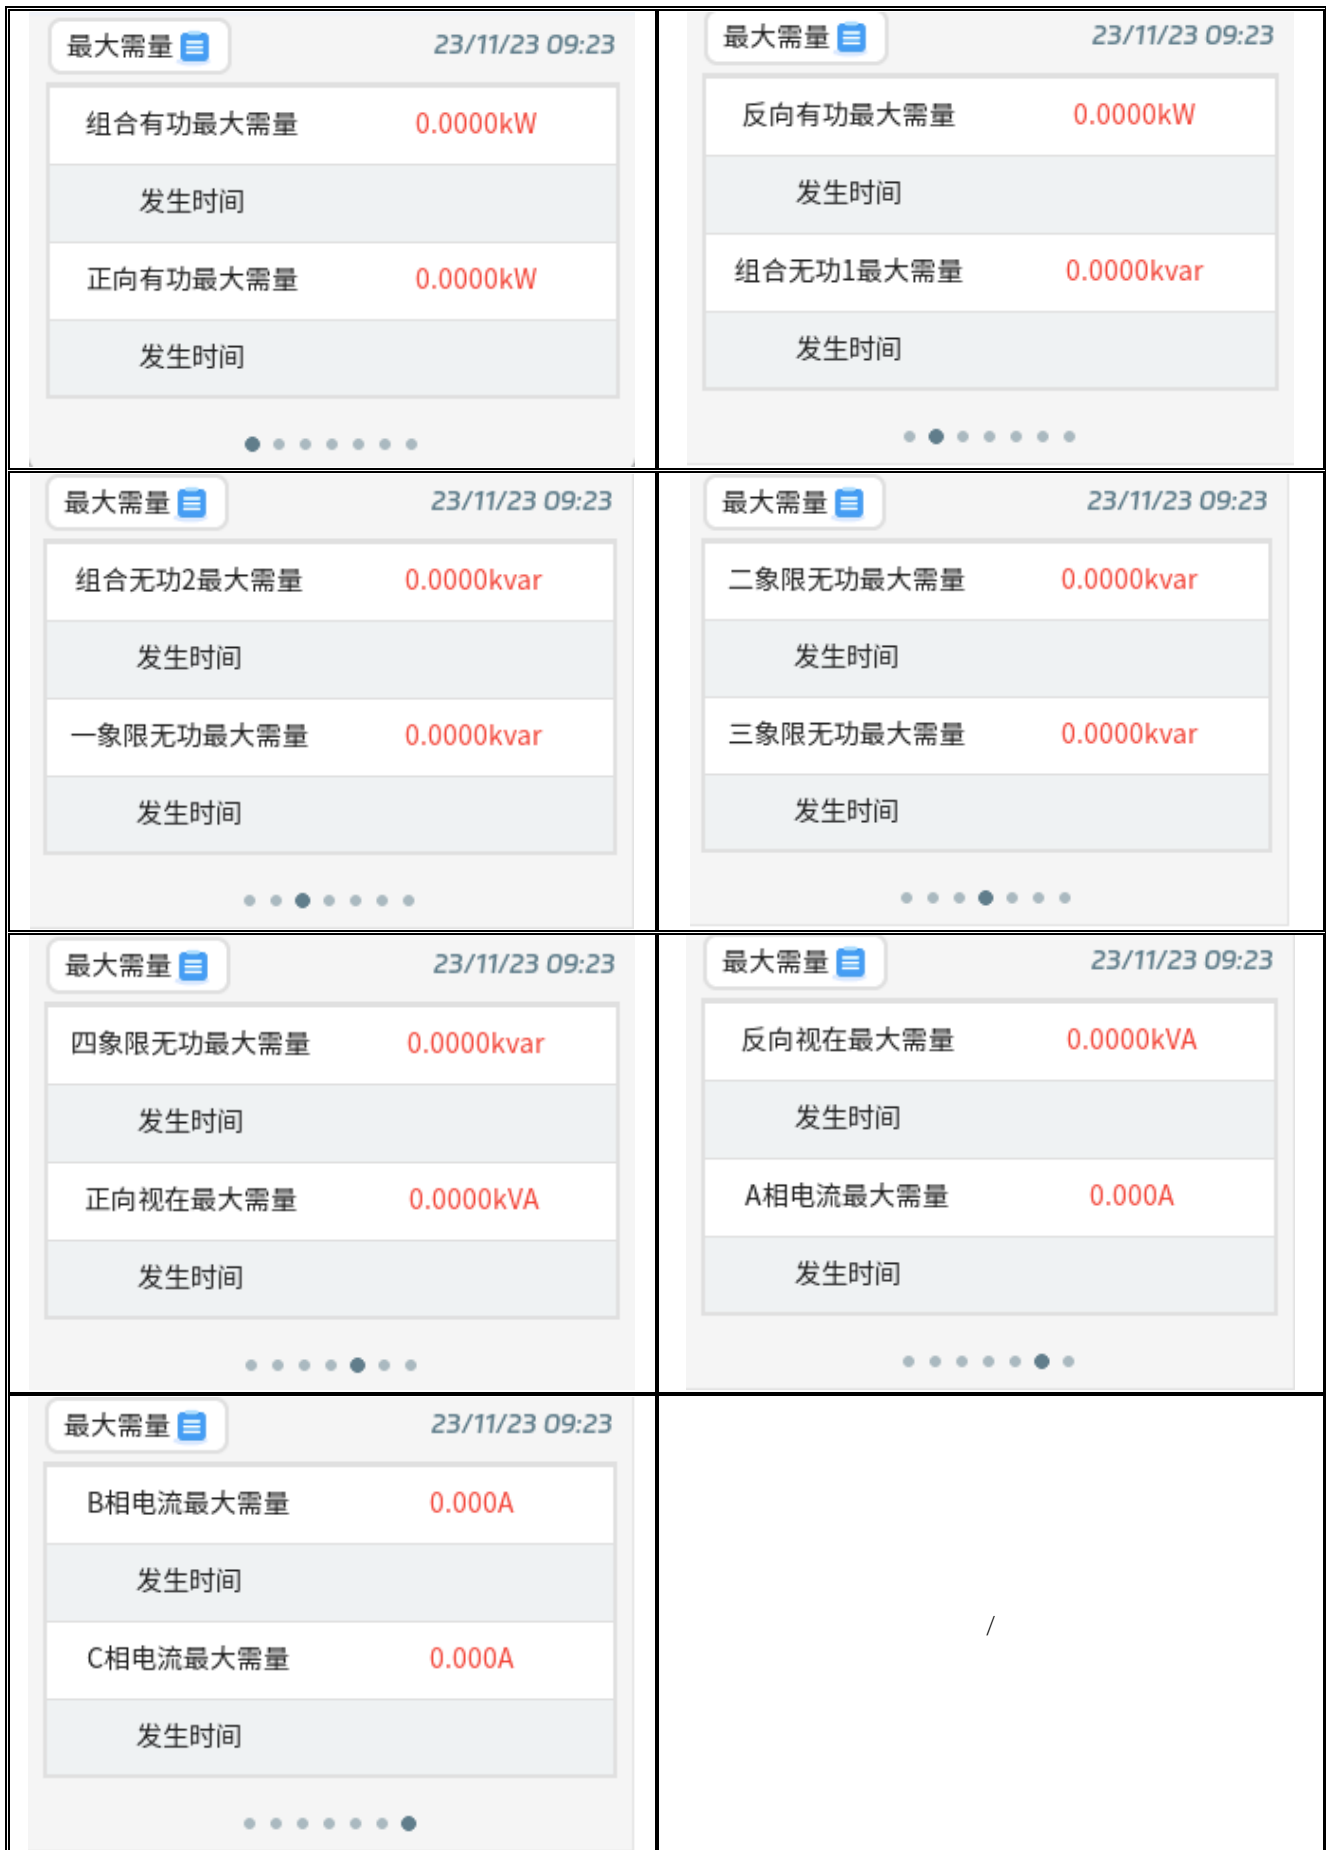 最大需量 23/11/23 09:23
组合有功最大需量 0.0000kW
发生时间
正向有功最大需量 0.0000kW
发生时间
最大需量 23/11/23 09:23
反向有功最大需量 0.0000kW
发生时间
组合无功1最大需量 0.0000kvar
发生时间
最大需量 23/11/23 09:23
组合无功2最大需量 0.0000kvar
发生时间
一象限无功最大需量 0.0000kvar
发生时间
最大需量 23/11/23 09:23
二象限无功最大需量 0.0000kvar
发生时间
三象限无功最大需量 0.0000kvar
发生时间
最大需量 23/11/23 09:23
四象限无功最大需量 0.0000kvar
发生时间
正向视在最大需量 0.0000kVA
发生时间
最大需量 23/11/23 09:23
反向视在最大需量 0.0000kVA
发生时间
A相电流最大需量 0.000A
发生时间
最大需量 23/11/23 09:23
B相电流最大需量 0.000A
发生时间
C相电流最大需量 0.000A
发生时间
/